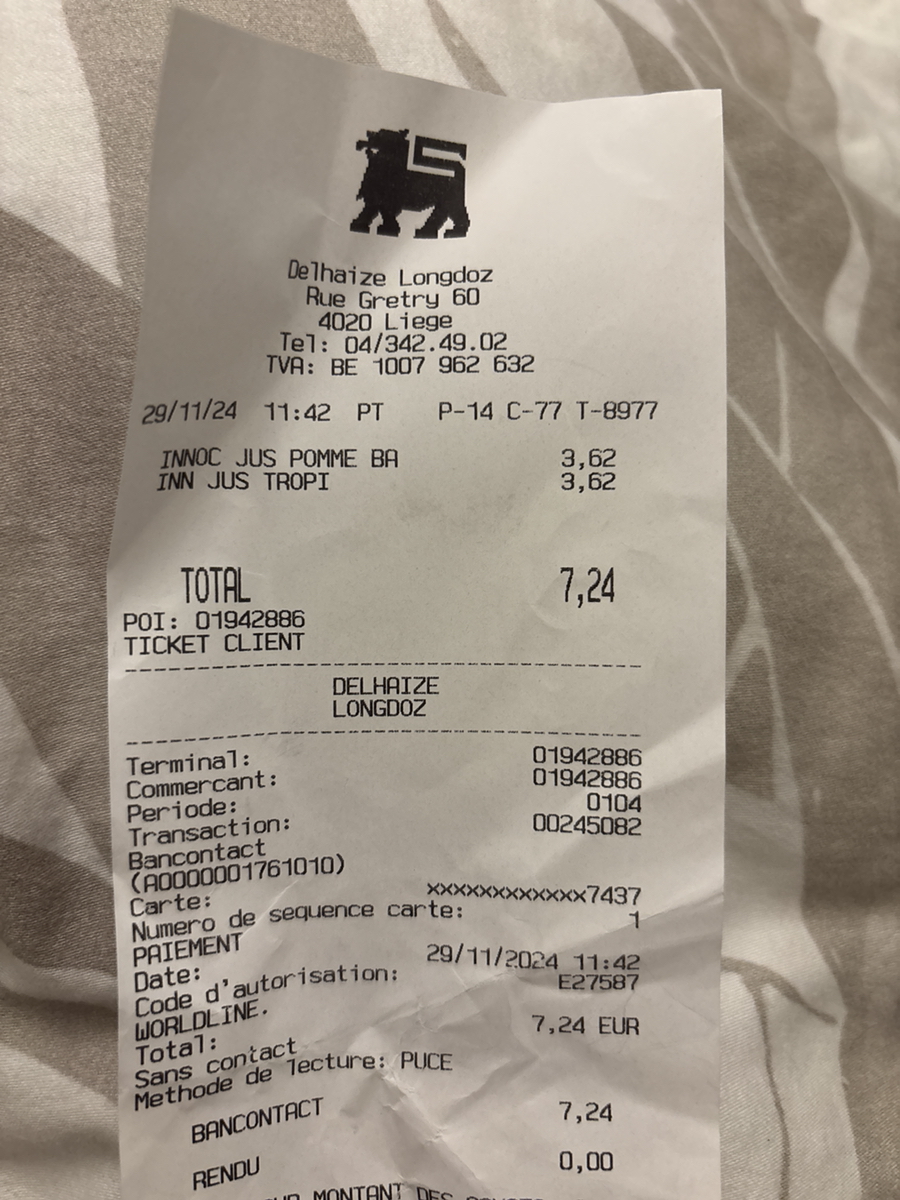 Delhaize Longdoz
Rue Gretry 60
4020 Liege
Tel: 04/342.49.02
TVA: BE 1007 962 632
29/11/24 11:42 PT P-14 C-77 T-8977
INNOC JUS POMME BA 3,62
INN JUS TROPI 3,62
TOTAL 7,24
POI: 01942886
TICKET CLIENT
DELHAIZE
LONGDOZ
Terminal: 01942886
Commercant: 01942886
Periode: 0104
Transaction: 00245082
Bancontact
(A0000001761010)
Carte: xxxxxxxxxxxx7437
Numero de sequence carte: 1
PAIEMENT
Date: 29/11/2024 11:42
Code d'autorisation: E27587
WORLDLINE.
Total: 7,24 EUR
Sans contact
Methode de lecture: PUCE
BANCONTACT 7,24
RENDU 0,00
MONTANT DES